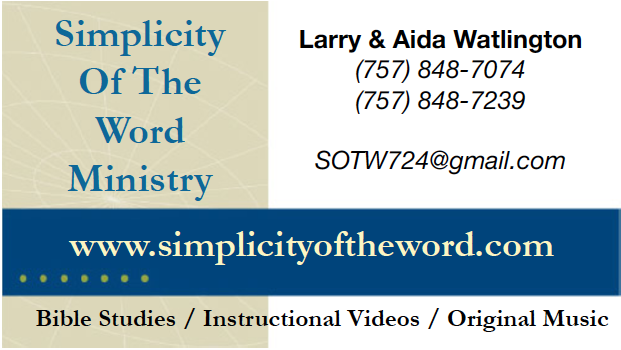 Simplicity
Of The
Word
Ministry
Larry & Aida Watlington
(757) 848-7074
(757) 848-7239
SOTW724@gmail.com
www.simplicityoftheword.com
Bible Studies / Instructional Videos / Original Music